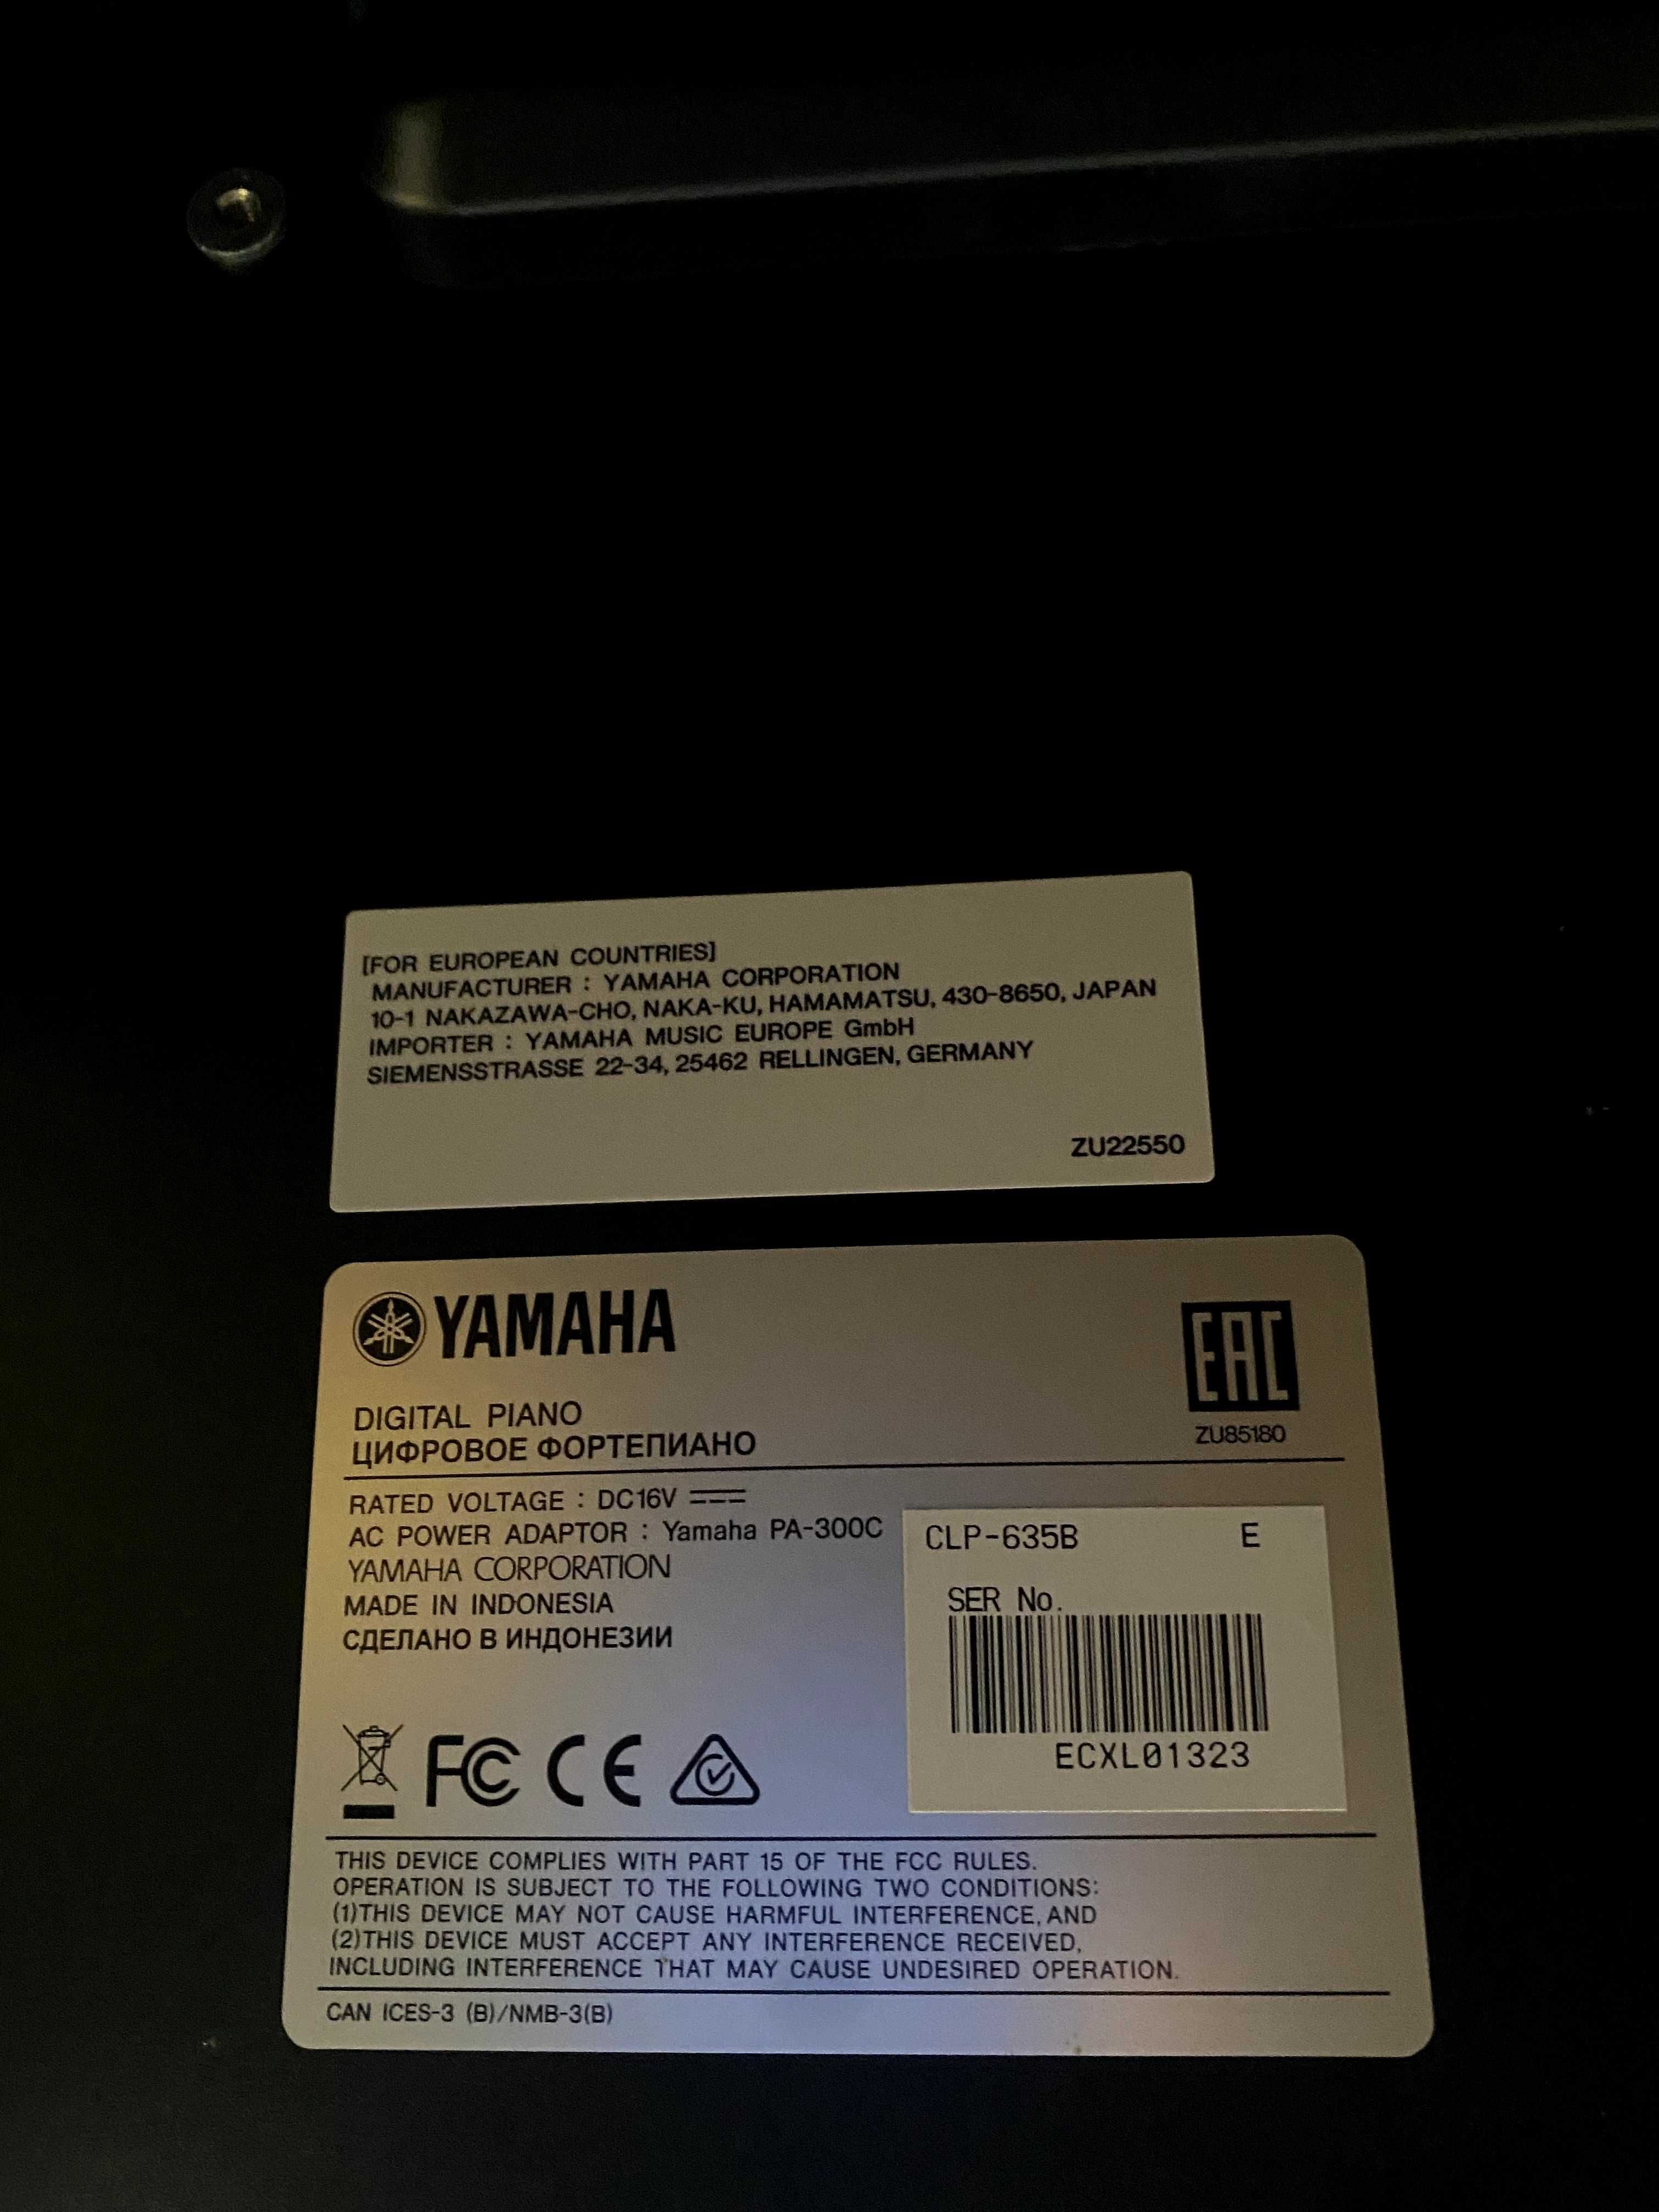 [FOR EUROPEAN COUNTRIES]
MANUFACTURER : YAMAHA CORPORATION
10-1 NAKAZAWA-CHO, NAKA-KU, HAMAMATSU, 430-8650, JAPAN
IMPORTER : YAMAHA MUSIC EUROPE GmbH
SIEMENSSTRASSE 22-34, 25462 RELLINGEN, GERMANY
ZU22550
YAMAHA
EAC
DIGITAL PIANO
ЦИФРОВОЕ ФОРТЕПИАНО
ZU85180
RATED VOLTAGE : DC16V
AC POWER ADAPTOR : Yamaha PA-300C
YAMAHA CORPORATION
MADE IN INDONESIA
СДЕЛАНО В ИНДОНЕЗИИ
CLP-635B E
SER No.
ECXL01323
FC CE
THIS DEVICE COMPLIES WITH PART 15 OF THE FCC RULES.
OPERATION IS SUBJECT TO THE FOLLOWING TWO CONDITIONS:
(1)THIS DEVICE MAY NOT CAUSE HARMFUL INTERFERENCE, AND
(2)THIS DEVICE MUST ACCEPT ANY INTERFERENCE RECEIVED,
INCLUDING INTERFERENCE THAT MAY CAUSE UNDESIRED OPERATION.
CAN ICES-3 (B)/NMB-3(B)